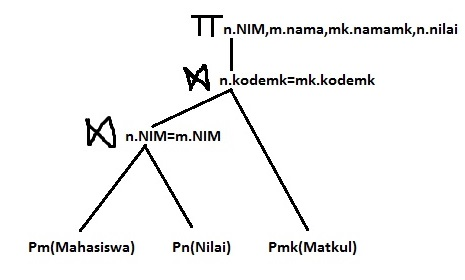 π n.NIM,m.nama,mk.namamk,n.nilai
⋈ n.kodemk=mk.kodemk
⋈ n.NIM=m.NIM
Pm(Mahasiswa) Pn(Nilai) Pmk(Matkul)